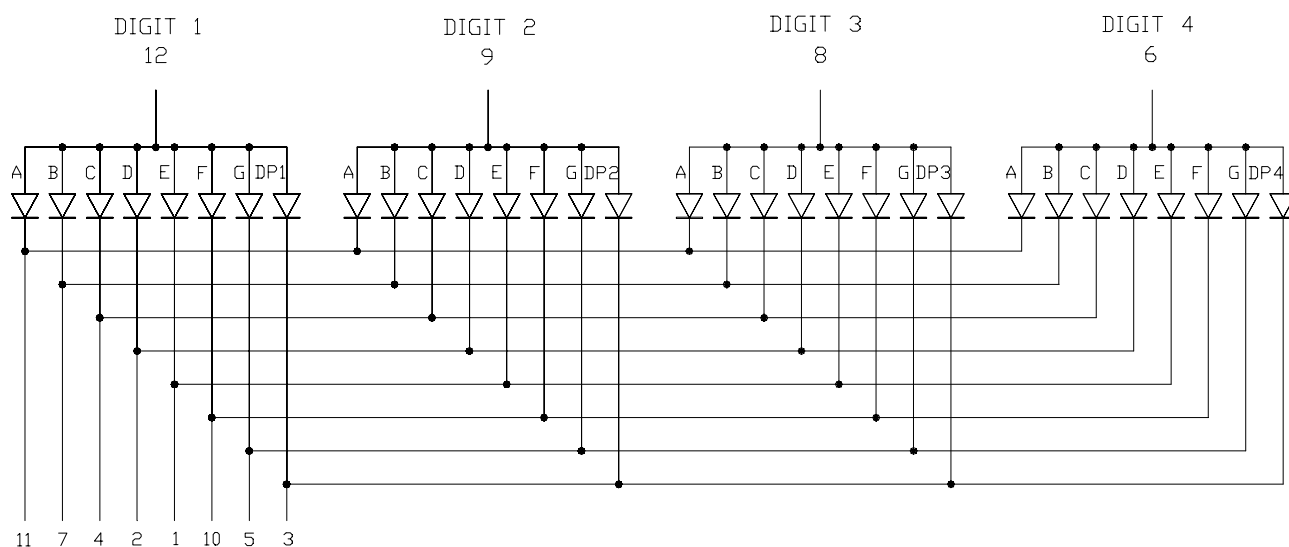 DIGIT 1 DIGIT 2 DIGIT 3 DIGIT 4
12 9 8 6
A B C D E F G DP1 A B C D E F G DP2 A B C D E F G DP3 A B C D E F G DP4
11 7 4 2 1 10 5 3